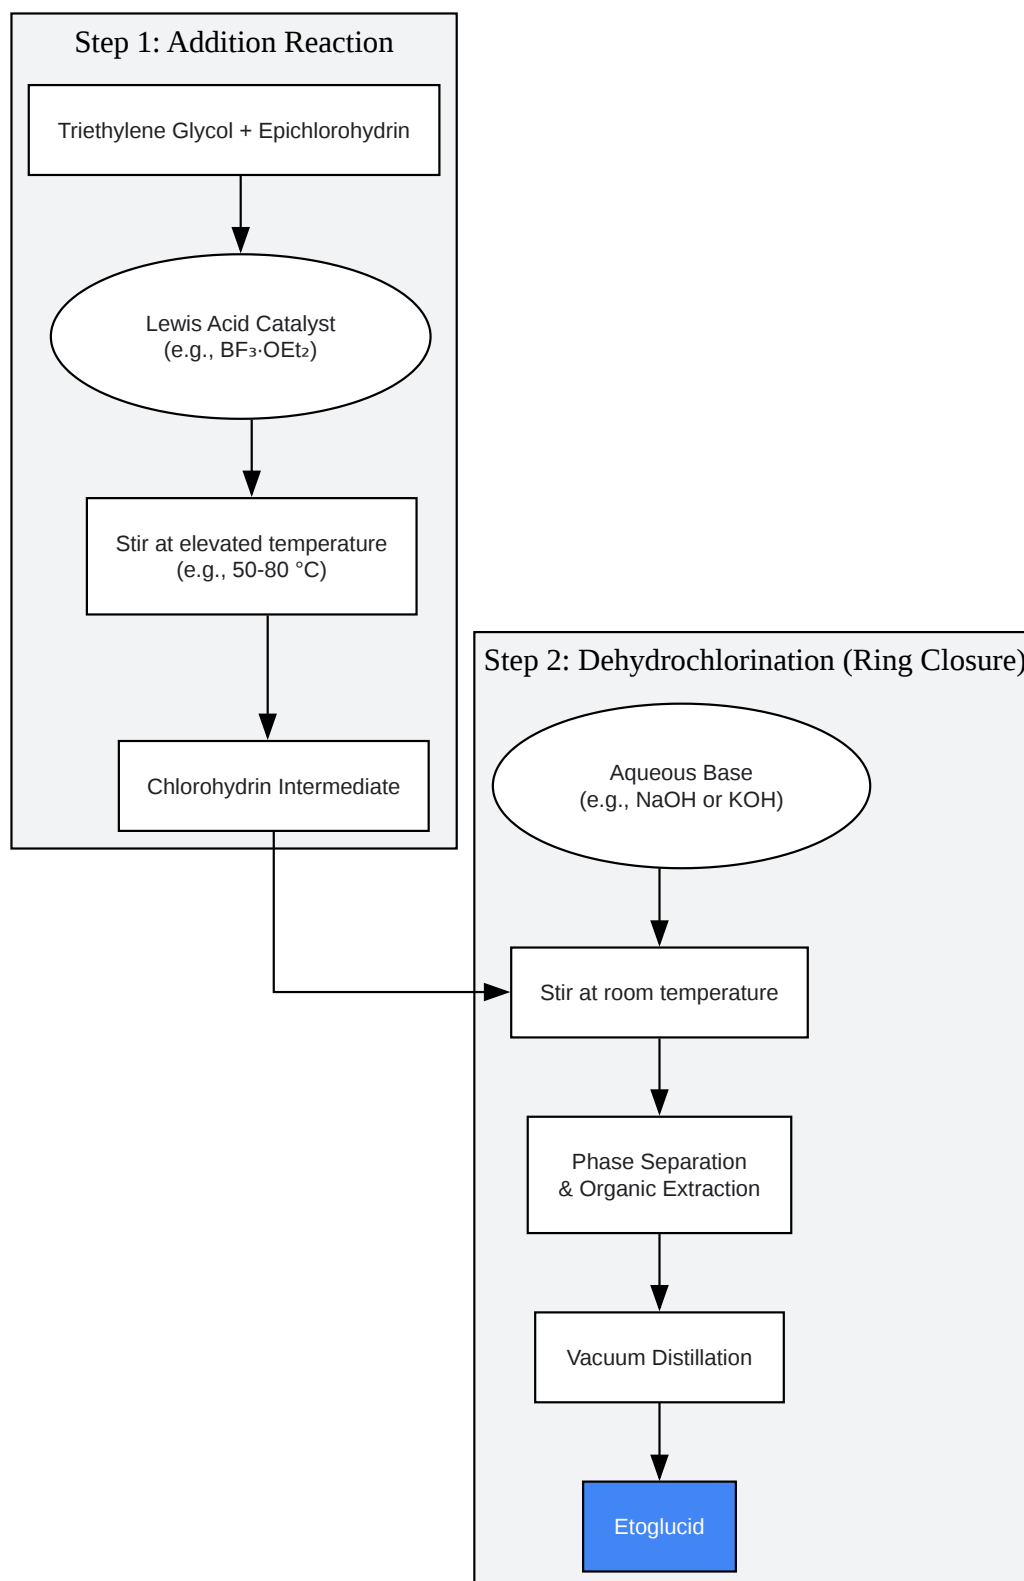 Step 1: Addition Reaction
Triethylene Glycol + Epichlorohydrin
Lewis Acid Catalyst
(e.g., BF₃·OEt₂)
Stir at elevated temperature
(e.g., 50-80 °C)
Chlorohydrin Intermediate
Step 2: Dehydrochlorination (Ring Closure)
Aqueous Base
(e.g., NaOH or KOH)
Stir at room temperature
Phase Separation
& Organic Extraction
Vacuum Distillation
Etoglucid